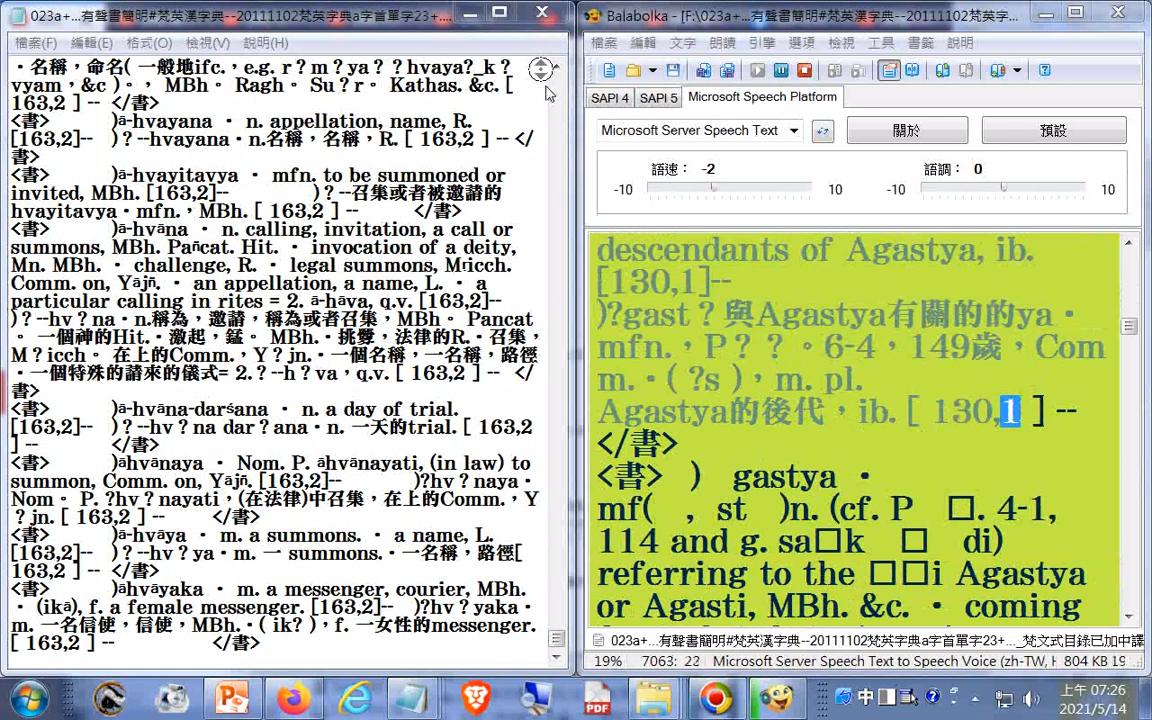 023a+...有聲書簡明#梵英漢字典--20111102梵英字典a字首單字23+...
檔案(F) 編輯(E) 格式(O) 檢視(V) 說明(H)
・名稱，命名( 一般地ifc.，e.g. r？m？ya？？hvaya?_k？
vyam，&c )。， MBh。Ragh。Su？r。Kathas. &c. [
163,2 ] -- </書>
<書> )ā-hvayana ・ n. appellation, name, R.
[163,2]-- )？--hvayana・n.名稱，名稱，R. [ 163,2 ] -- </
書>
<書> )ā-hvayitavya ・ mfn. to be summoned or
invited, MBh. [163,2]-- )？--召集或者被邀請的
hvayitavya・mfn.，MBh. [ 163,2 ] -- </書>
<書> )ā-hvāna ・ n. calling, invitation, a call or
summons, MBh. Pañcat. Hit. ・ invocation of a deity,
Mn. MBh. ・ challenge, R. ・ legal summons, Mṛicch.
Comm. on, Yājñ. ・ an appellation, a name, L. ・ a
particular calling in rites = 2. ā-hāva, q.v. [163,2]--
)？--hv？na・n.稱為，邀請，稱為或者召集，MBh。Pancat
。一個神的Hit.・激起，錳。 MBh.・挑釁，法律的R.・召集，
M？icch。 在上的Comm.，Y？jn.・一個名稱，一名稱，路徑
・一個特殊的請來的儀式= 2.？--h？va，q.v. [ 163,2 ] -- </
書>
<書> )ā-hvāna-darśana ・ n. a day of trial.
[163,2]-- )？--hv？na dar？ana・n. 一天的trial. [ 163,2
] -- </書>
<書> )āhvānaya ・ Nom. P. āhvānayati, (in law) to
summon, Comm. on, Yājñ. [163,2]-- )?hv？naya・
Nom。 P. ?hv？nayati，(在法律)中召集，在上的Comm.，Y
？jn. [ 163,2 ] -- </書>
<書> )ā-hvāya ・ m. a summons. ・ a name, L.
[163,2]-- )？--hv？ya・m. 一 summons.・一名稱，路徑[
163,2 ] -- </書>
<書> )āhvāyaka ・ m. a messenger, courier, MBh.
・ (ikā), f. a female messenger. [163,2]-- )?hv？yaka・
m. 一名信使，信使，MBh.・( ik?)，f. 一女性的messenger.
[ 163,2 ] -- </書>
Balabolka - [F:\023a+...有聲書簡明#梵英漢字典--20111102梵英字...
檔案 編輯 文字 朗讀 引擎 選項 檢視 工具 書籤 說明
SAPI 4 SAPI 5 Microsoft Speech Platform
Microsoft Server Speech Text 關於 預設
語速： -2 語調： 0
-10 10 -10 10
descendants of Agastya, ib.
[130,1]--
)?gast？與Agastya有關的的ya・
mfn.，P？？。6-4，149歲，Com
m.・( ?s )，m. pl.
Agastya的後代，ib. [ 130,1 ] --
</書>
<書> ) gastya ・
mf( , st )n. (cf. P □. 4-1,
114 and g. sa□k □ di)
referring to the □□i Agastya
or Agasti, MBh. &c. ・ coming
023a+...有聲書簡明#梵英漢字典--20111102梵英字典a字首單字23+..._梵文式目錄已加中譯
19% 7063: 22 Microsoft Server Speech Text to Speech Voice (zh-TW, H 804 KB 19
PDF
中
上午 07:26
2021/5/14